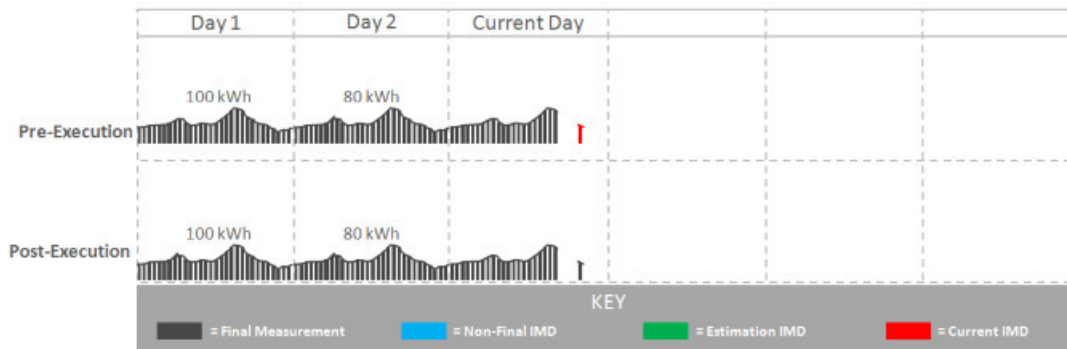 Day 1 Day 2 Current Day
100 kWh 80 kWh
Pre-Execution
100 kWh 80 kWh
Post-Execution
KEY
= Final Measurement = Non-Final IMD = Estimation IMD = Current IMD